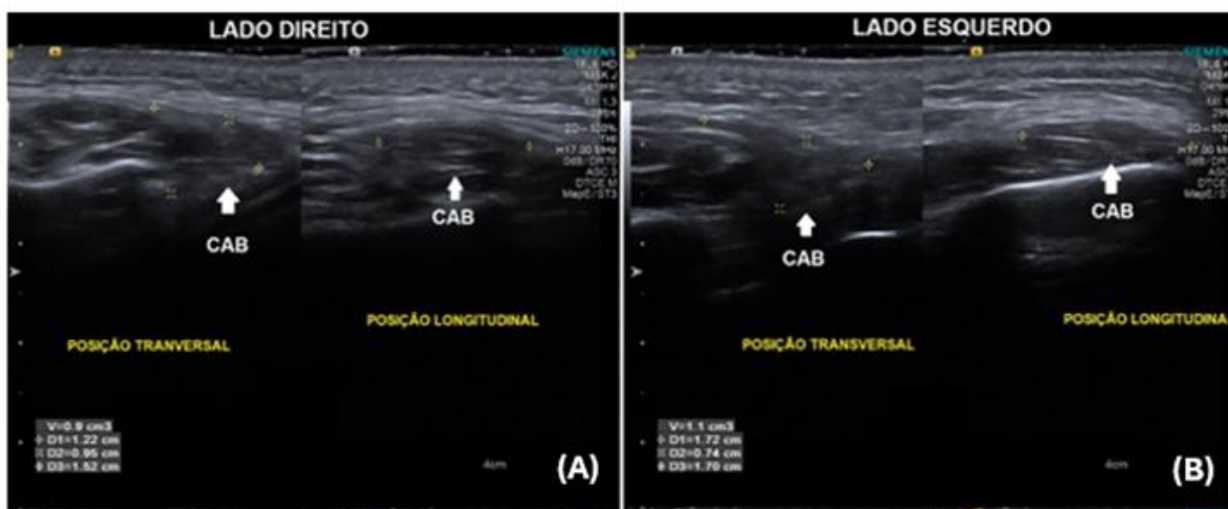 LADO DIREITO
SIEMENS
CAB
CAB
POSIÇÃO TRANVERSAL
POSIÇÃO LONGITUDINAL
V=0.9 cm3
D1=1.22 cm
D2=0.95 cm
D3=1.52 cm
4cm
(A)
LADO ESQUERDO
SIEMENS
CAB
CAB
POSIÇÃO TRANSVERSAL
POSIÇÃO LONGITUDINA
V=1.1 cm3
D1=1.72 cm
D2=0.74 cm
D3=1.70 cm
4cm
(B)